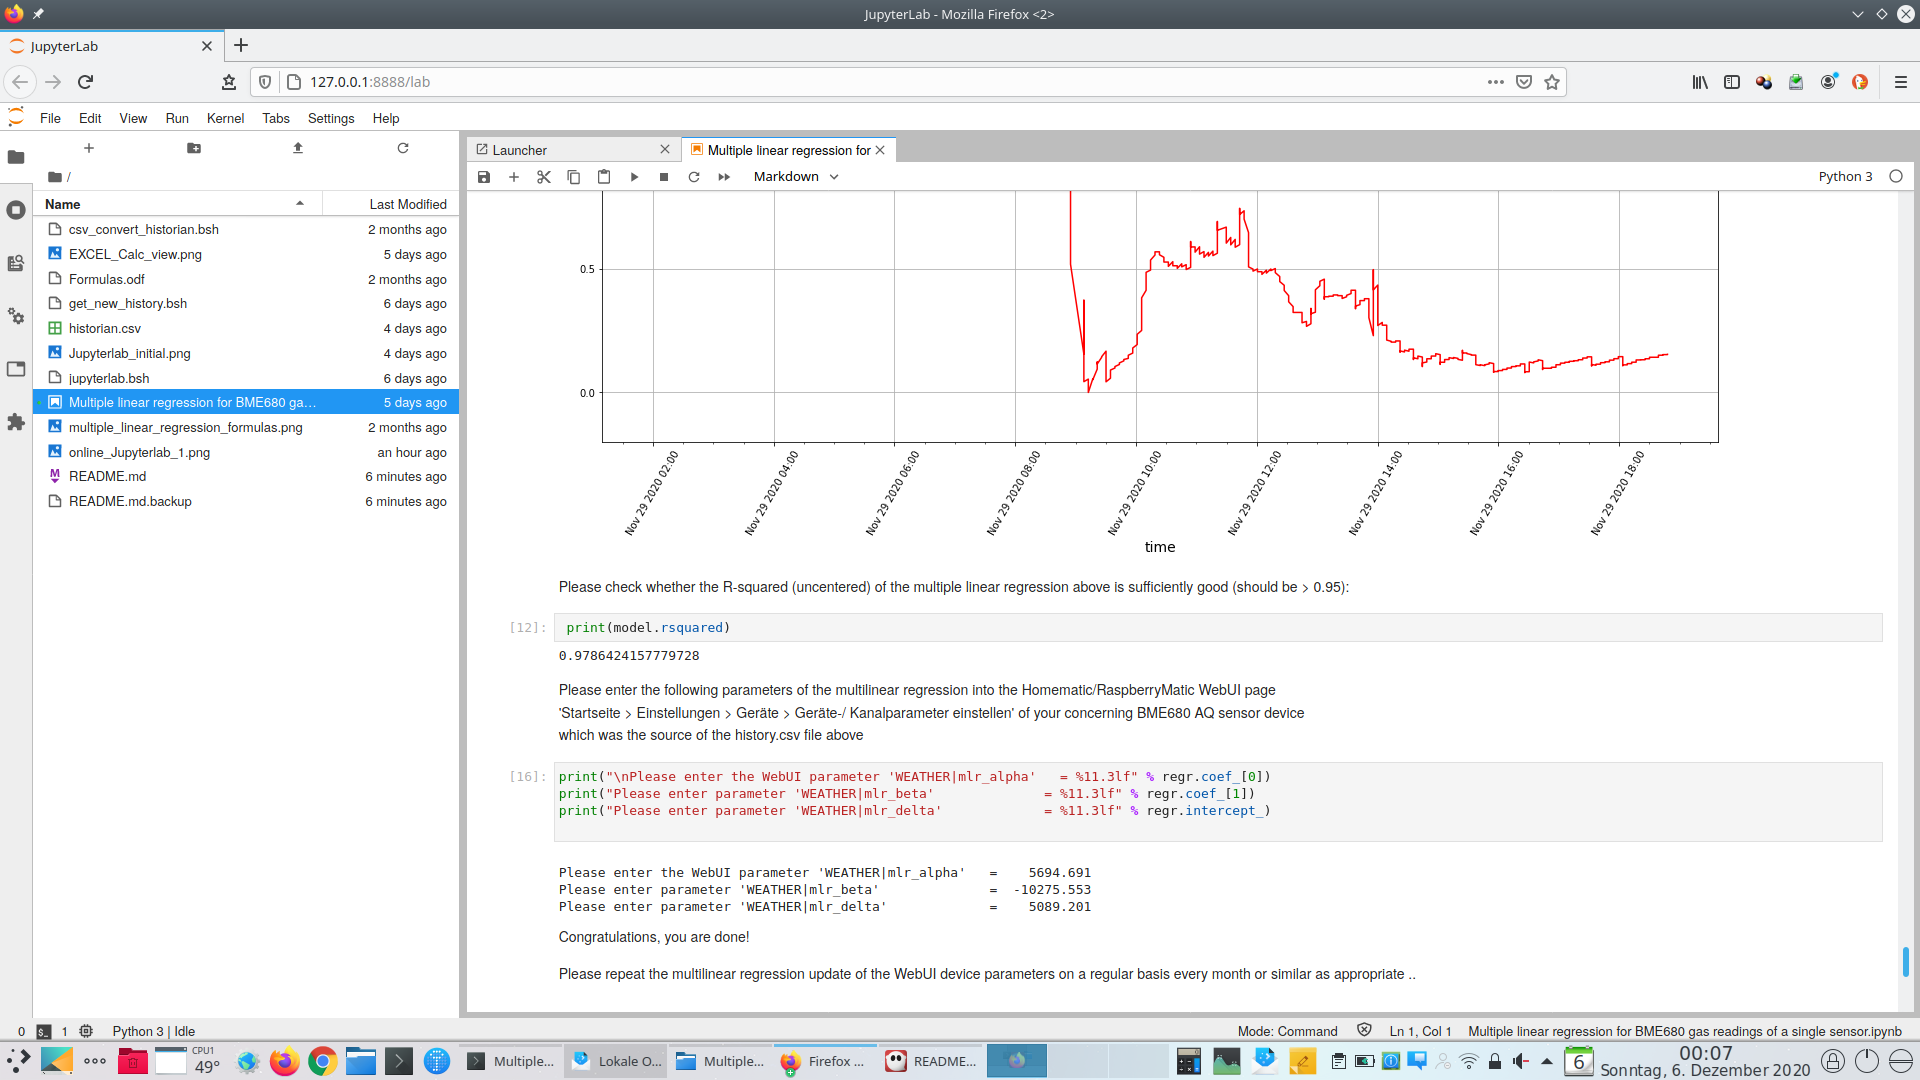 JupyterLab - Mozilla Firefox <2>
JupyterLab
127.0.0.1:8888/lab
File Edit View Run Kernel Tabs Settings Help
/
Name Last Modified
csv_convert_historian.bsh 2 months ago
EXCEL_Calc_view.png 5 days ago
Formulas.odf 2 months ago
get_new_history.bsh 6 days ago
historian.csv 4 days ago
Jupyterlab_initial.png 4 days ago
jupyterlab.bsh 6 days ago
Multiple linear regression for BME680 ga... 5 days ago
multiple_linear_regression_formulas.png 2 months ago
online_Jupyterlab_1.png an hour ago
README.md 6 minutes ago
README.md.backup 6 minutes ago
Launcher
Multiple linear regression for
Markdown
Python 3
0.5
0.0
Nov 29 2020 02:00
Nov 29 2020 04:00
Nov 29 2020 06:00
Nov 29 2020 08:00
Nov 29 2020 10:00
Nov 29 2020 12:00
Nov 29 2020 14:00
Nov 29 2020 16:00
Nov 29 2020 18:00
time
Please check whether the R-squared (uncentered) of the multiple linear regression above is sufficiently good (should be > 0.95):
[12]: print(model.rsquared)
0.9786424157779728
Please enter the following parameters of the multilinear regression into the Homematic/RaspberryMatic WebUI page
'Startseite > Einstellungen > Geräte > Geräte-/ Kanalparameter einstellen' of your concerning BME680 AQ sensor device
which was the source of the history.csv file above
[16]: print("\nPlease enter the WebUI parameter 'WEATHER|mlr_alpha'   = %11.3lf" % regr.coef_[0])
print("Please enter parameter 'WEATHER|mlr_beta'              = %11.3lf" % regr.coef_[1])
print("Please enter parameter 'WEATHER|mlr_delta'             = %11.3lf" % regr.intercept_)
Please enter the WebUI parameter 'WEATHER|mlr_alpha'   =    5694.691
Please enter parameter 'WEATHER|mlr_beta'              =  -10275.553
Please enter parameter 'WEATHER|mlr_delta'             =    5089.201
Congratulations, you are done!
Please repeat the multilinear regression update of the WebUI device parameters on a regular basis every month or similar as appropriate ..
0 $_ 1 Python 3 | Idle
Mode: Command Ln 1, Col 1 Multiple linear regression for BME680 gas readings of a single sensor.ipynb
CPU1
49°
Multiple...
Lokale O...
Multiple...
Firefox ...
README...
6
00:07
Sonntag, 6. Dezember 2020